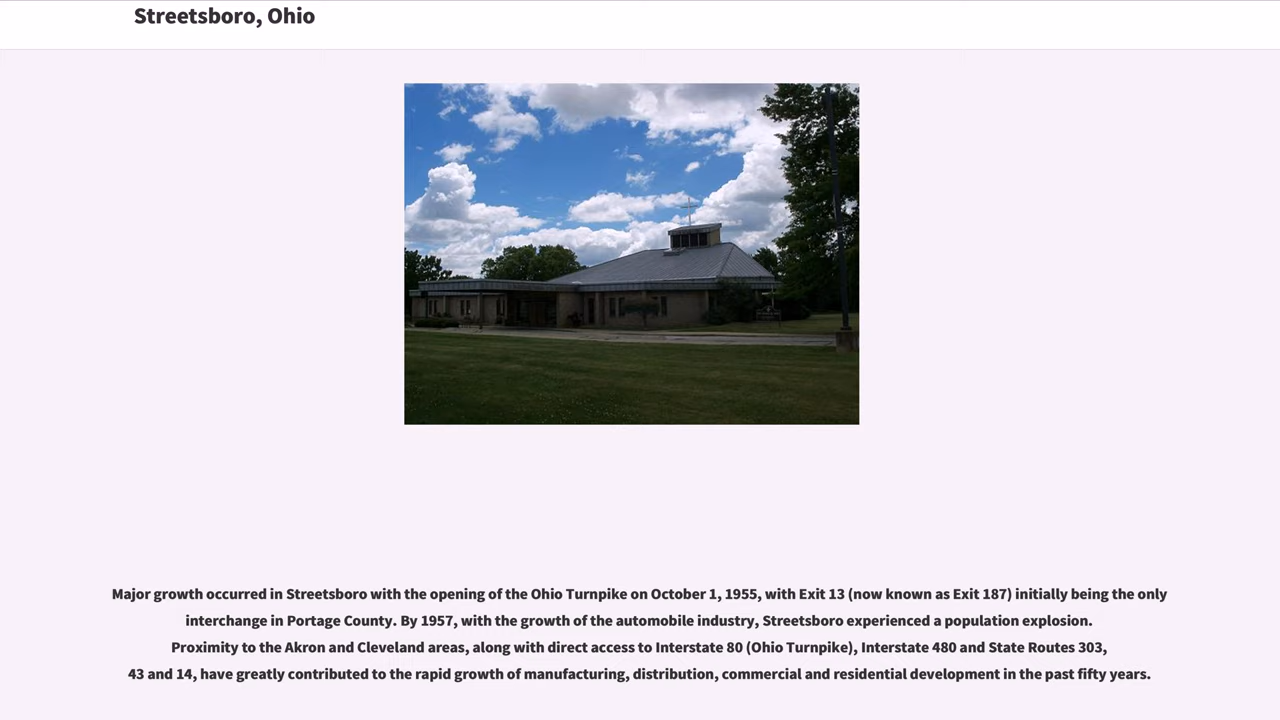 Streetsboro, Ohio
Major growth occurred in Streetsboro with the opening of the Ohio Turnpike on October 1, 1955, with Exit 13 (now known as Exit 187) initially being the only
interchange in Portage County. By 1957, with the growth of the automobile industry, Streetsboro experienced a population explosion.
Proximity to the Akron and Cleveland areas, along with direct access to Interstate 80 (Ohio Turnpike), Interstate 480 and State Routes 303,
43 and 14, have greatly contributed to the rapid growth of manufacturing, distribution, commercial and residential development in the past fifty years.